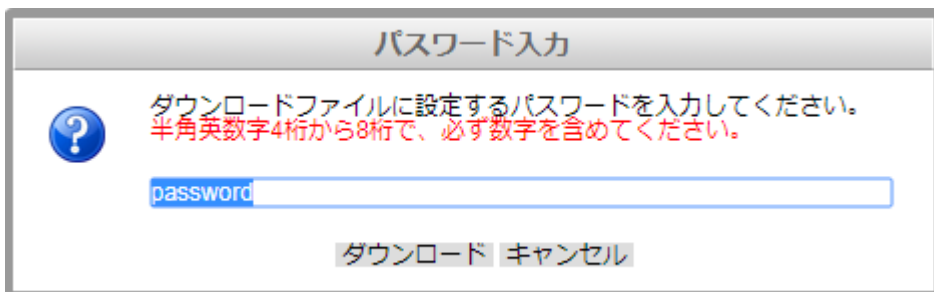 パスワード入力
ダウンロードファイルに設定するパスワードを入力してください。
半角英数字4桁から8桁で、必ず数字を含めてください。
password
ダウンロード キャンセル